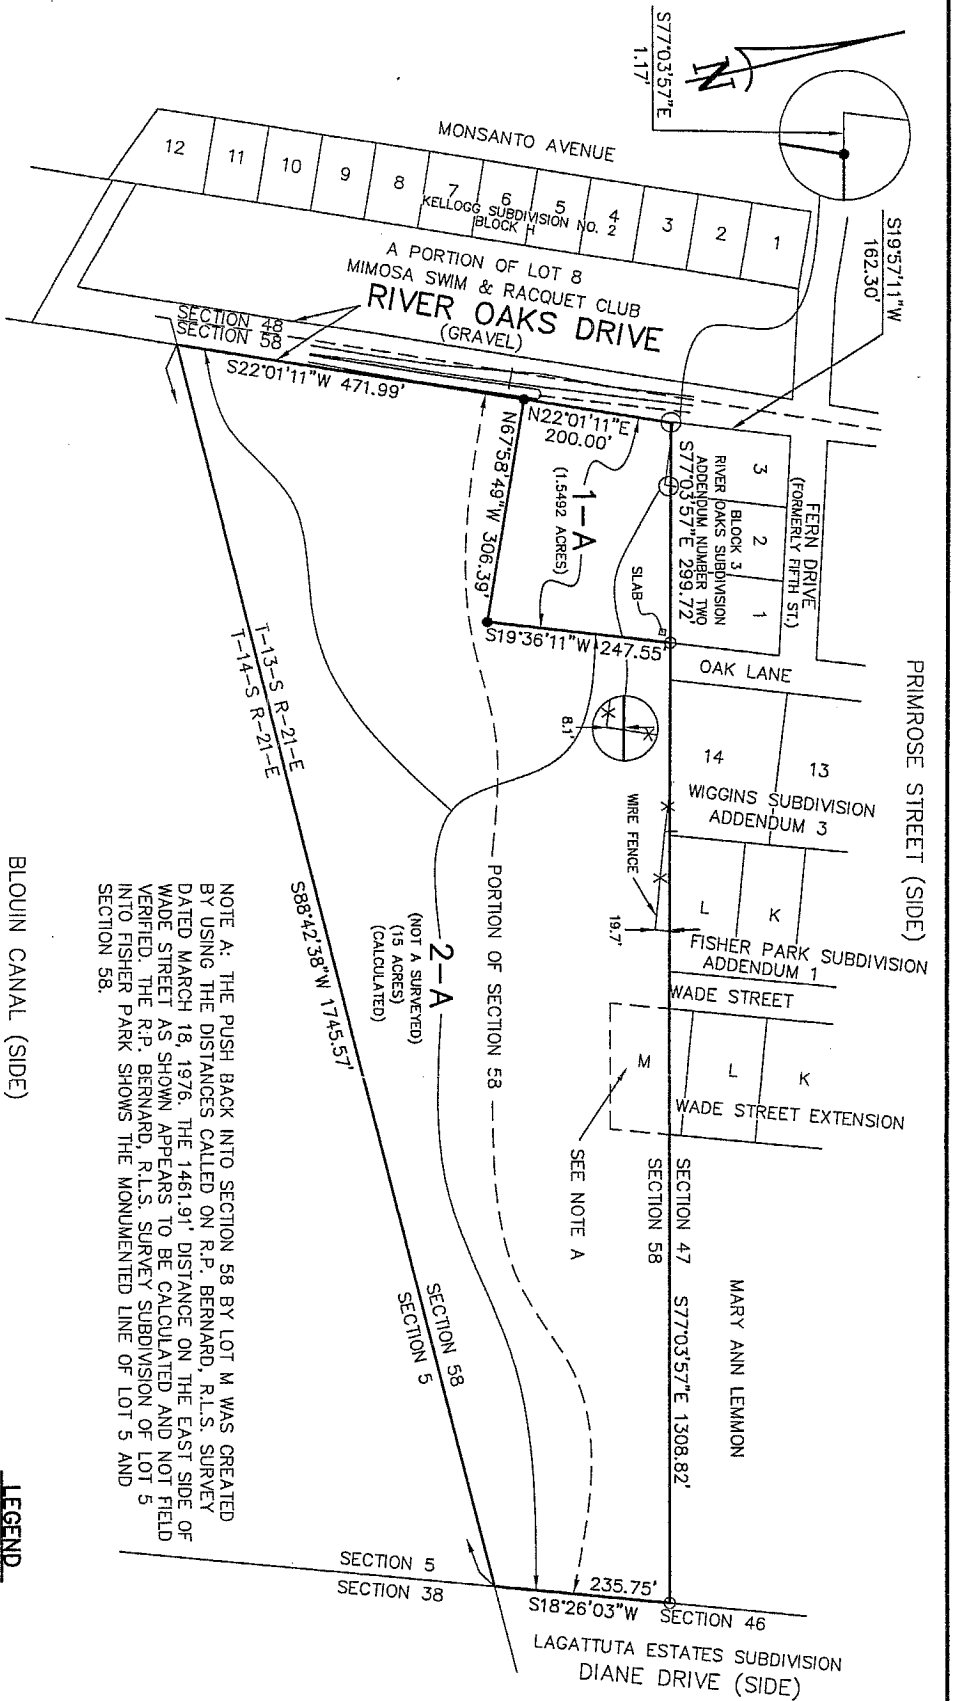 PRIMROSE STREET (SIDE)
N
S77°03'57"E
1.17'
S19°57'11"W
162.30'
MONSANTO AVENUE
12
11
10
9
8
7
6
5
4
3
2
1
KELLOGG SUBDIVISION NO. 2
BLOCK H
A PORTION OF LOT 8
MIMOSA SWIM & RACQUET CLUB
RIVER OAKS DRIVE
(GRAVEL)
SECTION 48
SECTION 58
S22°01'11"W 471.99'
N22°01'11"E
200.00'
N67°58'49"W 306.39'
1-A
(1.5492 ACRES)
FERN DRIVE
(FORMERLY FIFTH ST.)
3
2
1
BLOCK 3
RIVER OAKS SUBDIVISION
ADDENDUM NUMBER TWO
S77°03'57"E 299.72'
SLAB
S19°36'11"W 247.55'
OAK LANE
13
14
WIGGINS SUBDIVISION
ADDENDUM 3
8.1'
WIRE FENCE
19.7'
K
L
FISHER PARK SUBDIVISION
ADDENDUM 1
WADE STREET
K
L
M
WADE STREET EXTENSION
SEE NOTE A
SECTION 47
SECTION 58
S77°03'57"E 1308.82'
MARY ANN LEMMON
PORTION OF SECTION 58
2-A
(NOT A SURVEYED)
(15 ACRES)
(CALCULATED)
T-13-S R-21-E
T-14-S R-21-E
S88°42'38"W 1745.57'
SECTION 58
SECTION 5
SECTION 5
SECTION 38
235.75'
S18°26'03"W
SECTION 46
LAGATTUTA ESTATES SUBDIVISION
DIANE DRIVE (SIDE)
NOTE A: THE PUSH BACK INTO SECTION 58 BY LOT M WAS CREATED
BY USING THE DISTANCES CALLED ON R.P. BERNARD, R.L.S. SURVEY
DATED MARCH 18, 1976. THE 1461.91' DISTANCE ON THE EAST SIDE OF
WADE STREET AS SHOWN APPEARS TO BE CALCULATED AND NOT FIELD
VERIFIED. THE R.P. BERNARD, R.L.S. SURVEY SUBDIVISION OF LOT 5
INTO FISHER PARK SHOWS THE MONUMENTED LINE OF LOT 5 AND
SECTION 58.
BLOUIN CANAL (SIDE)
LEGEND